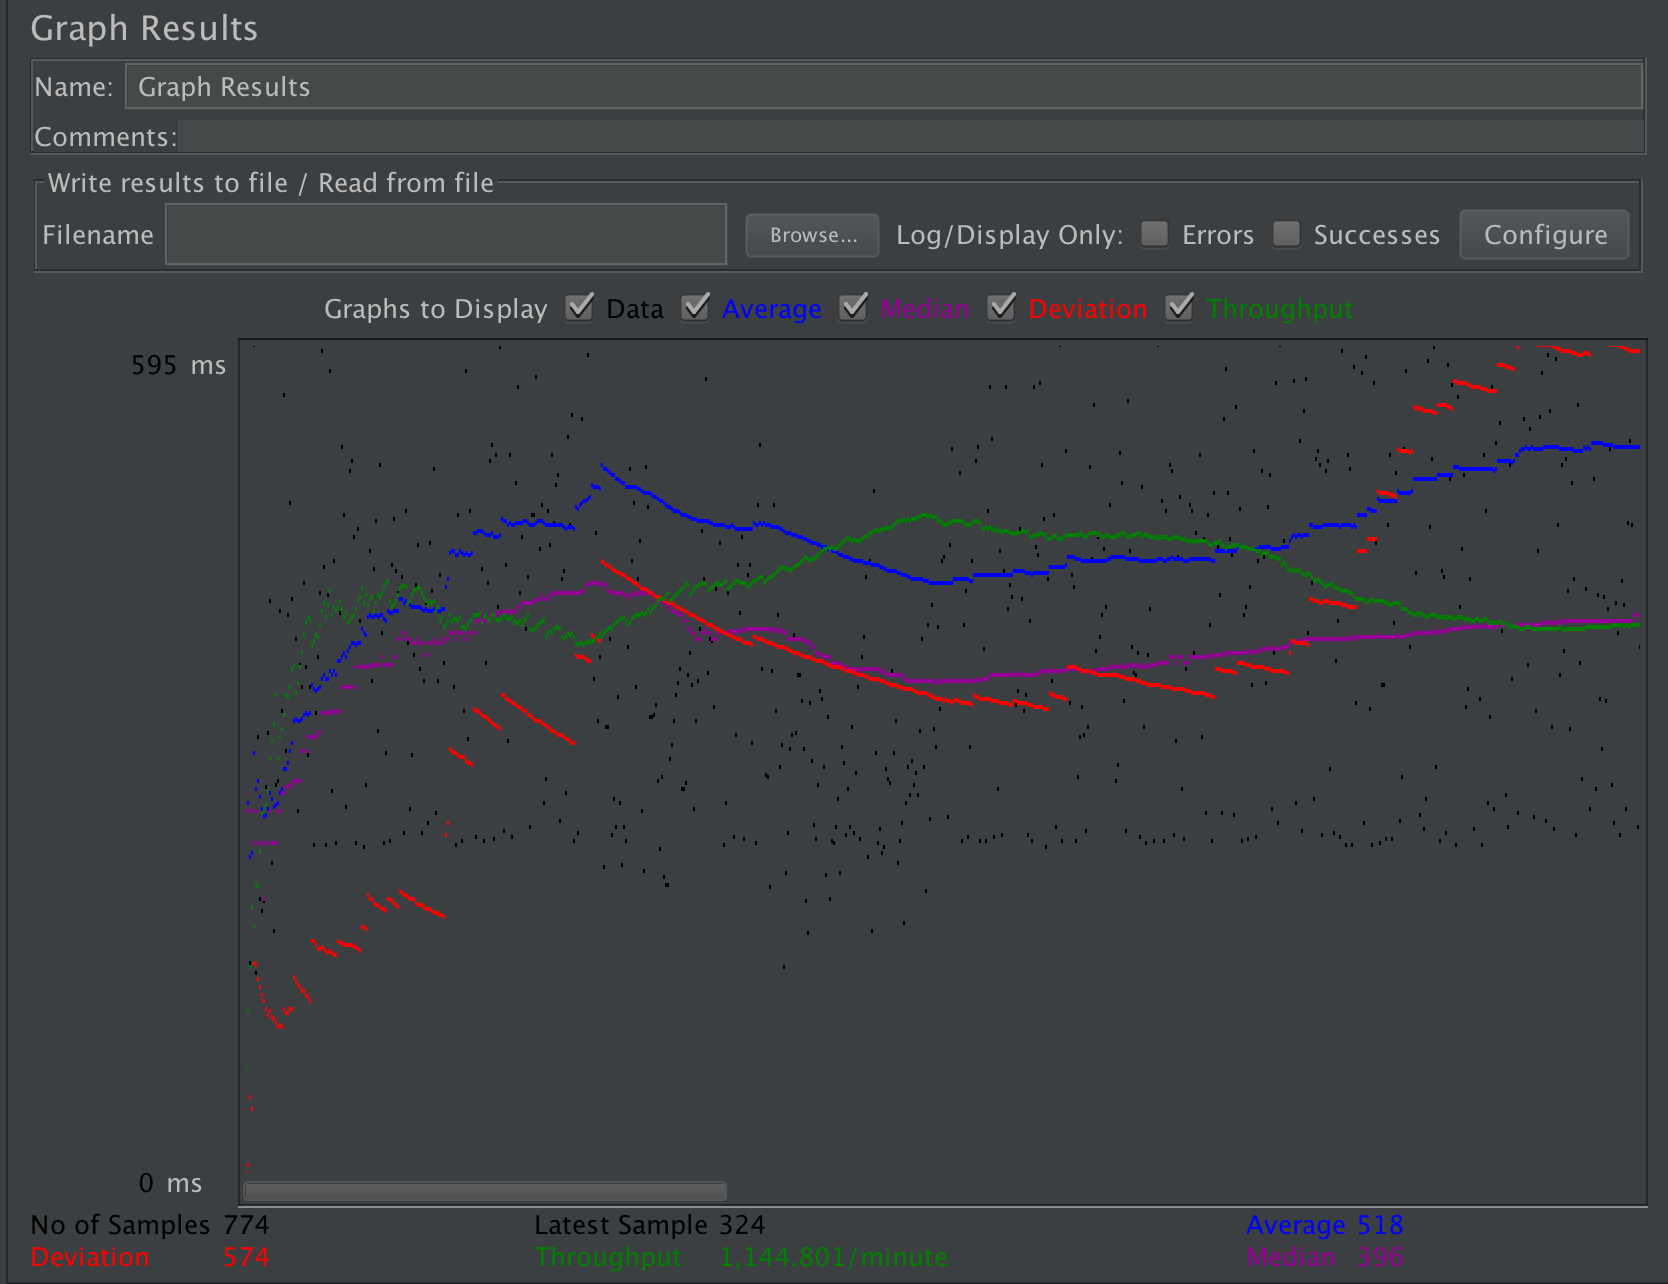 Graph Results
Name: Graph Results
Comments:
Write results to file / Read from file
Filename Browse... Log/Display Only: Errors Successes Configure
Graphs to Display Data Average Median Deviation Throughput
595 ms
0 ms
No of Samples 774 Latest Sample 324 Average 518
Deviation 574 Throughput 1,144.801/minute Median 396